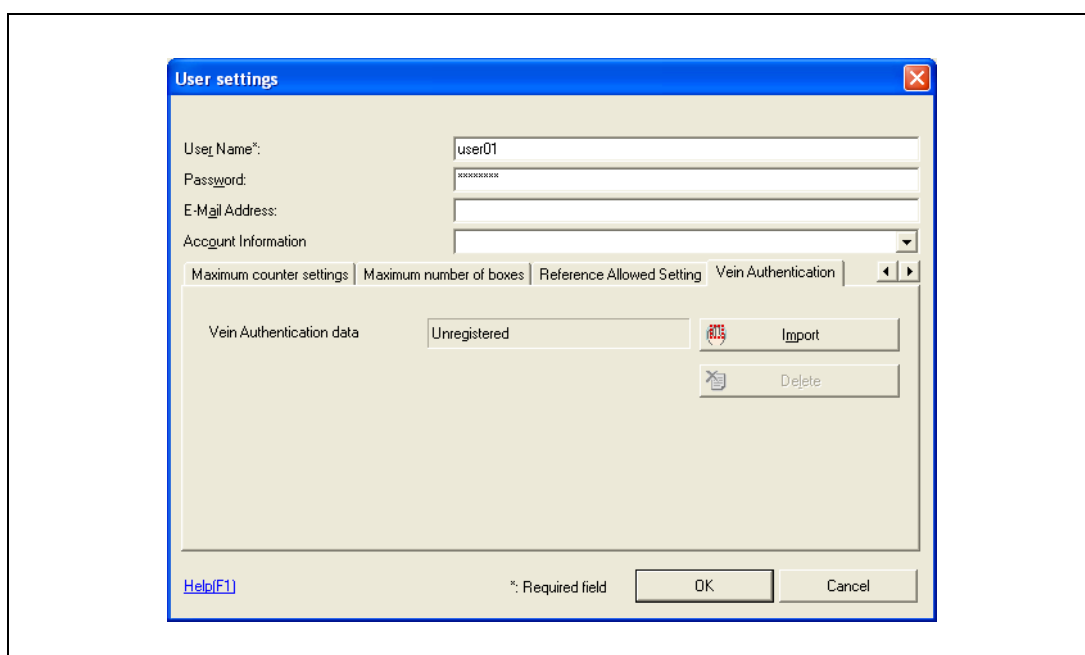 User settings
User Name*:
user01
Password:
********
E-Mail Address:
Account Information
Maximum counter settings Maximum number of boxes Reference Allowed Setting Vein Authentication
Vein Authentication data Unregistered Import
Delete
Help(F1) *: Required field OK Cancel